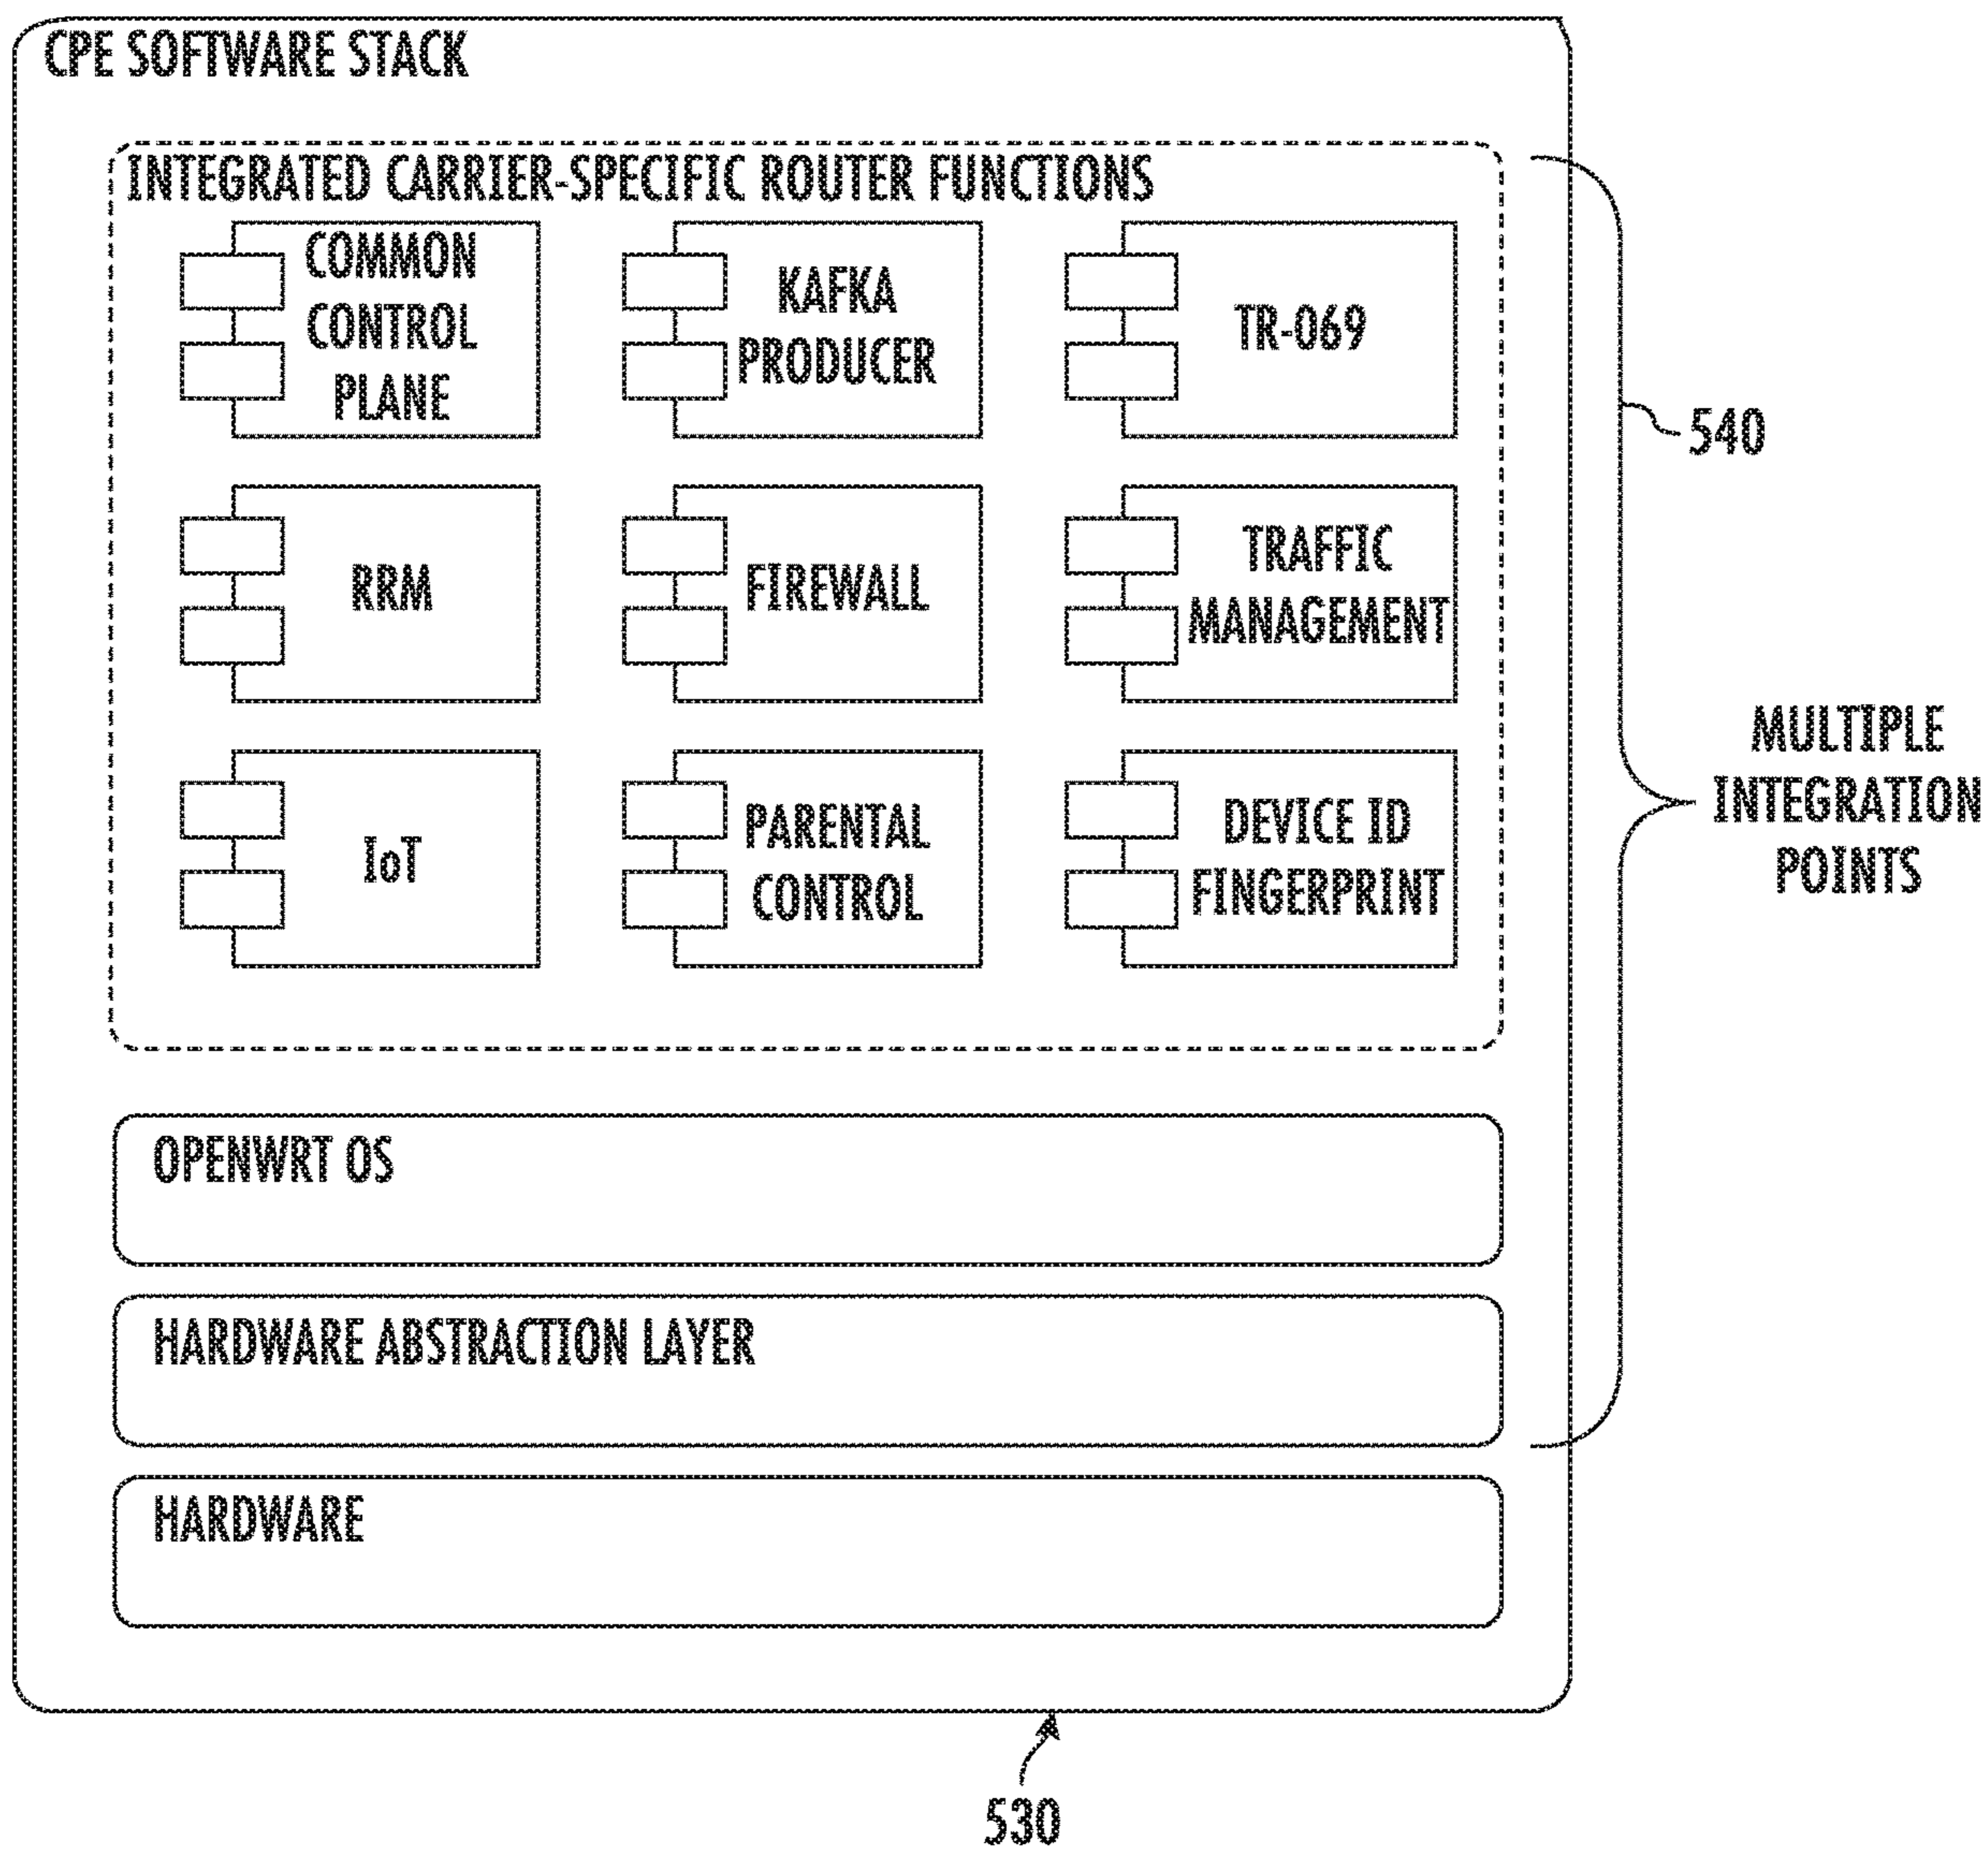 CPE SOFTWARE STACK
INTEGRATED CARRIER-SPECIFIC ROUTER FUNCTIONS
COMMON
CONTROL
PLANE
KAFKA
PRODUCER
TR-069
RRM
FIREWALL
TRAFFIC
MANAGEMENT
IoT
PARENTAL
CONTROL
DEVICE ID
FINGERPRINT
540
MULTIPLE
INTEGRATION
POINTS
OPENWRT OS
HARDWARE ABSTRACTION LAYER
HARDWARE
530